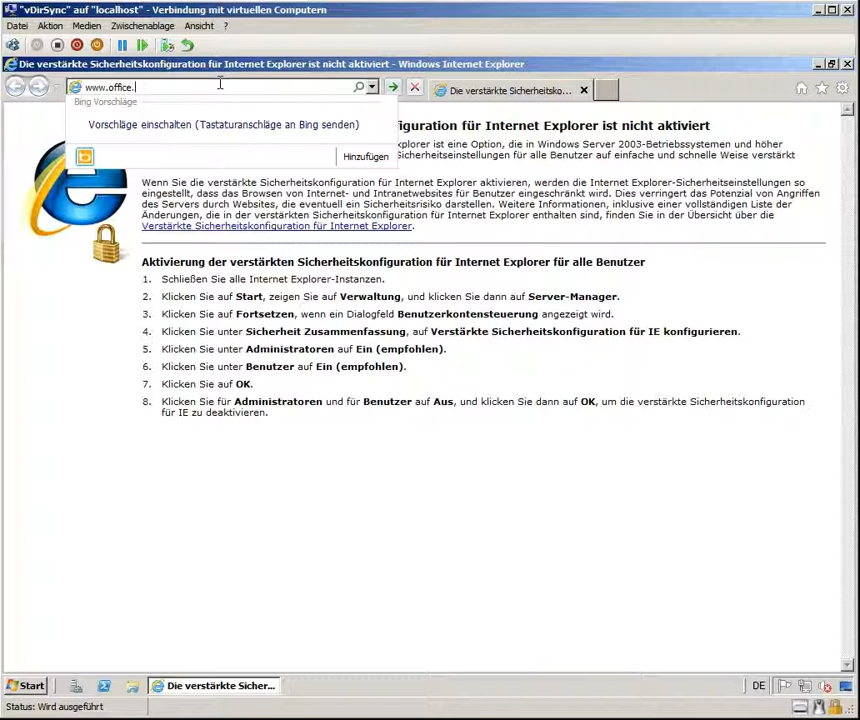 "vDirSync" auf "localhost" - Verbindung mit virtuellen Computern
Datei Aktion Medien Zwischenablage Ansicht ?
Die verstärkte Sicherheitskonfiguration für Internet Explorer ist nicht aktiviert - Windows Internet Explorer
www.office.
Die verstärkte Sicherheitsko...
Bing Vorschläge
Vorschläge einschalten (Tastaturanschläge an Bing senden)
Hinzufügen
iguration für Internet Explorer ist nicht aktiviert
xplorer ist eine Option, die in Windows Server 2003-Betriebssystemen und höher
Sicherheitseinstellungen für alle Benutzer auf einfache und schnelle Weise verstärkt
Wenn Sie die verstärkte Sicherheitskonfiguration für Internet Explorer aktivieren, werden die Internet Explorer-Sicherheitseinstellungen so
eingestellt, dass das Browsen von Internet- und Intranetwebsites für Benutzer eingeschränkt wird. Dies verringert das Potenzial von Angriffen
des Servers durch Websites, die eventuell ein Sicherheitsrisiko darstellen. Weitere Informationen, inklusive einer vollständigen Liste der
Änderungen, die in der verstärkten Sicherheitskonfiguration für Internet Explorer enthalten sind, finden Sie in der Übersicht über die
Verstärkte Sicherheitskonfiguration für Internet Explorer.
Aktivierung der verstärkten Sicherheitskonfiguration für Internet Explorer für alle Benutzer
1. Schließen Sie alle Internet Explorer-Instanzen.
2. Klicken Sie auf Start, zeigen Sie auf Verwaltung, und klicken Sie dann auf Server-Manager.
3. Klicken Sie auf Fortsetzen, wenn ein Dialogfeld Benutzerkontensteuerung angezeigt wird.
4. Klicken Sie unter Sicherheit Zusammenfassung, auf Verstärkte Sicherheitskonfiguration für IE konfigurieren.
5. Klicken Sie unter Administratoren auf Ein (empfohlen).
6. Klicken Sie unter Benutzer auf Ein (empfohlen).
7. Klicken Sie auf OK.
8. Klicken Sie für Administratoren und für Benutzer auf Aus, und klicken Sie dann auf OK, um die verstärkte Sicherheitskonfiguration
für IE zu deaktivieren.
Start
Die verstärkte Sicher...
DE
Status: Wird ausgeführt